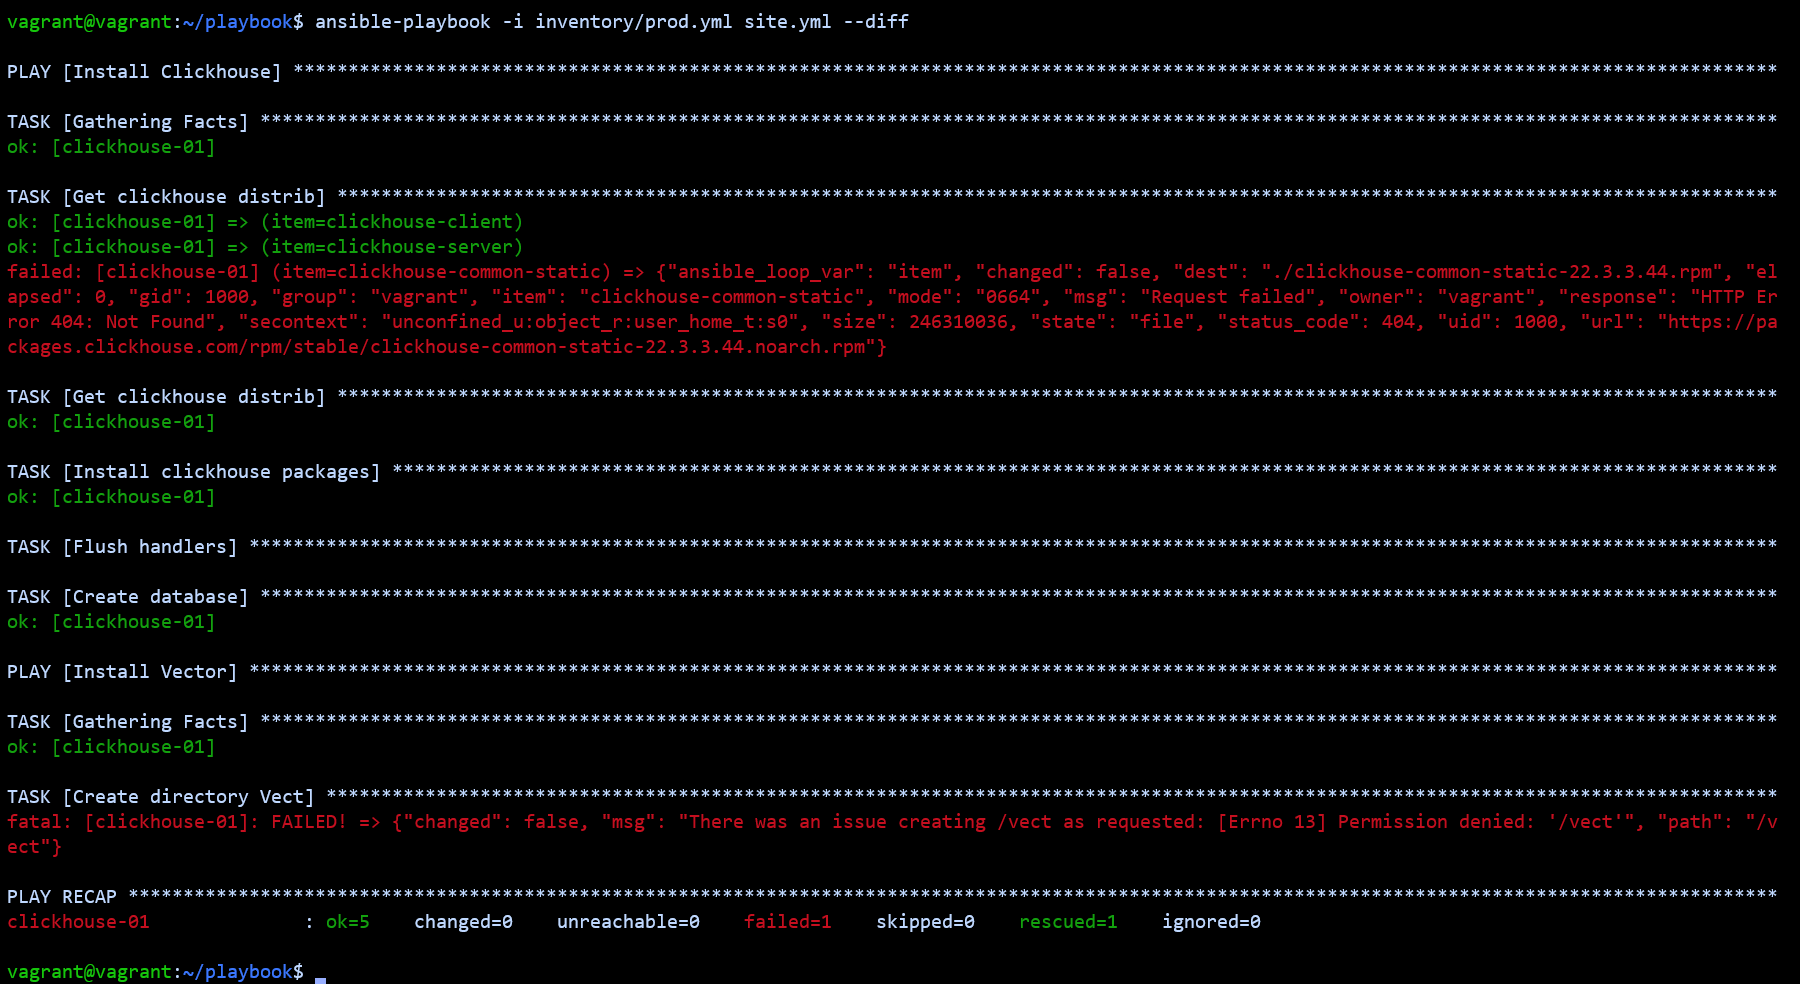 vagrant@vagrant:~/playbook$ ansible-playbook -i inventory/prod.yml site.yml --diff
PLAY [Install Clickhouse] ***************************************************************************************************************************************
TASK [Gathering Facts] ******************************************************************************************************************************************
ok: [clickhouse-01]
TASK [Get clickhouse distrib] ***********************************************************************************************************************************
ok: [clickhouse-01] => (item=clickhouse-client)
ok: [clickhouse-01] => (item=clickhouse-server)
failed: [clickhouse-01] (item=clickhouse-common-static) => {"ansible_loop_var": "item", "changed": false, "dest": "./clickhouse-common-static-22.3.3.44.rpm", "el
apsed": 0, "gid": 1000, "group": "vagrant", "item": "clickhouse-common-static", "mode": "0664", "msg": "Request failed", "owner": "vagrant", "response": "HTTP Er
ror 404: Not Found", "secontext": "unconfined_u:object_r:user_home_t:s0", "size": 246310036, "state": "file", "status_code": 404, "uid": 1000, "url": "https://pa
ckages.clickhouse.com/rpm/stable/clickhouse-common-static-22.3.3.44.noarch.rpm"}
TASK [Get clickhouse distrib] ***********************************************************************************************************************************
ok: [clickhouse-01]
TASK [Install clickhouse packages] ******************************************************************************************************************************
ok: [clickhouse-01]
TASK [Flush handlers] *******************************************************************************************************************************************
TASK [Create database] ******************************************************************************************************************************************
ok: [clickhouse-01]
PLAY [Install Vector] *******************************************************************************************************************************************
TASK [Gathering Facts] ******************************************************************************************************************************************
ok: [clickhouse-01]
TASK [Create directory Vect] ************************************************************************************************************************************
fatal: [clickhouse-01]: FAILED! => {"changed": false, "msg": "There was an issue creating /vect as requested: [Errno 13] Permission denied: '/vect'", "path": "/v
ect"}
PLAY RECAP ******************************************************************************************************************************************************
clickhouse-01 : ok=5 changed=0 unreachable=0 failed=1 skipped=0 rescued=1 ignored=0
vagrant@vagrant:~/playbook$